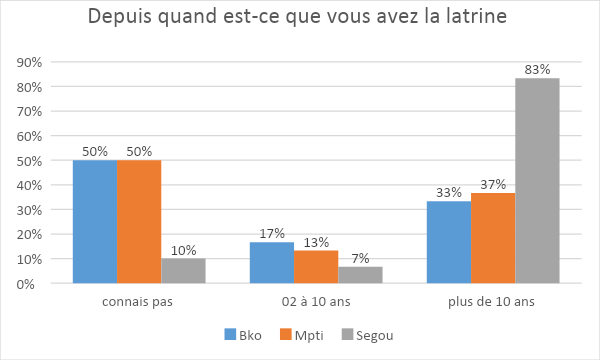 Depuis quand est-ce que vous avez la latrine
90%
80%
70%
60%
50%
40%
30%
20%
10%
0%
50% 50% 10%
17% 13% 7%
33% 37% 83%
connais pas 02 à 10 ans plus de 10 ans
Bko Mpti Segou